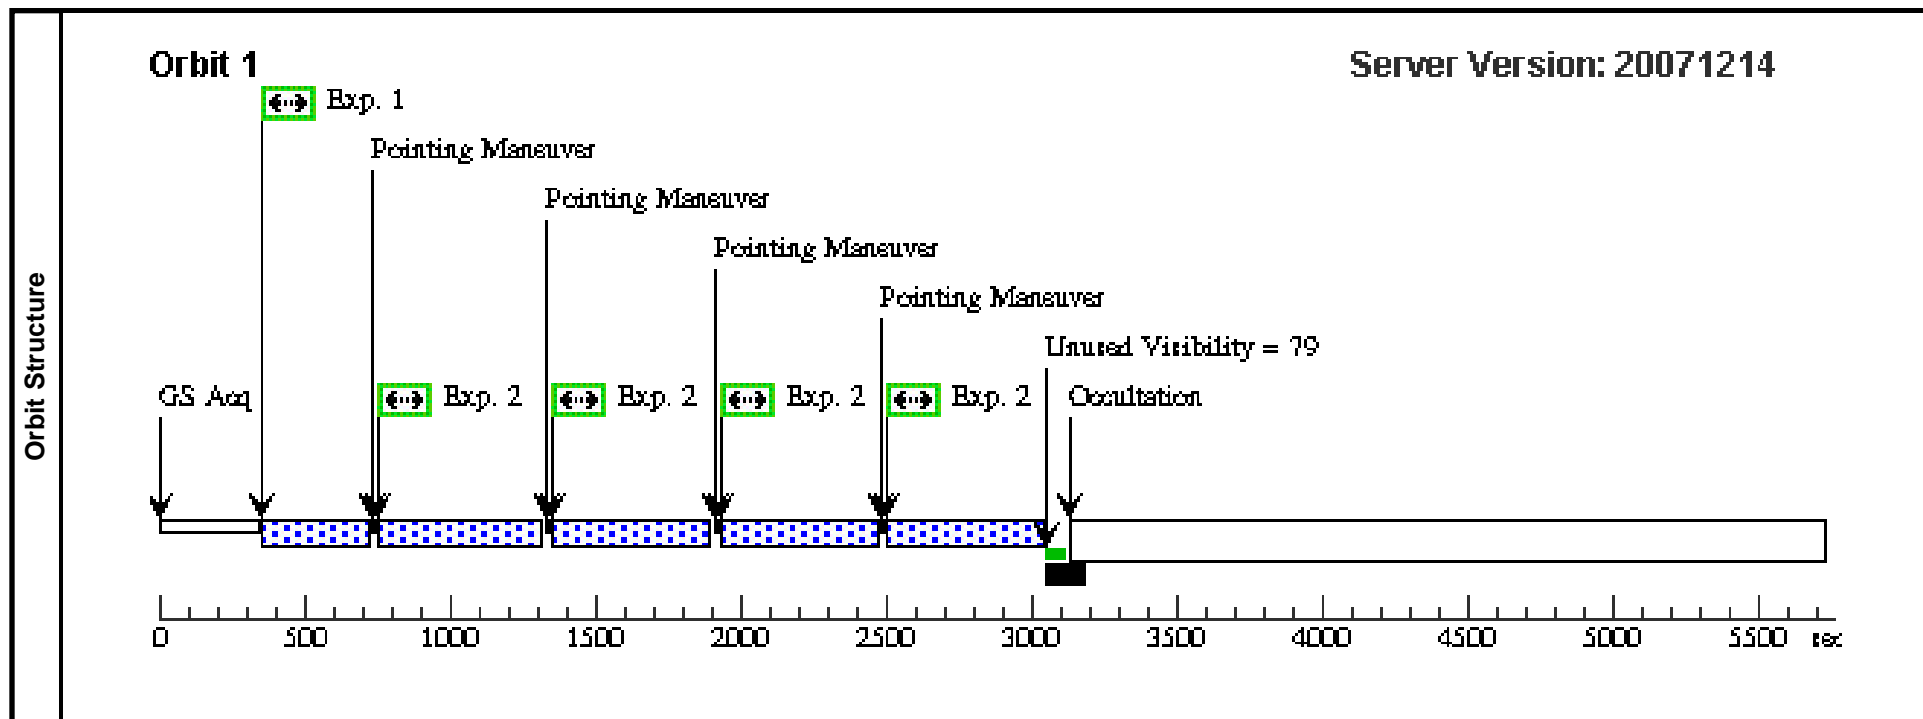 Orbit Structure
Orbit 1
Server Version: 20071214
Exp. 1
Pointing Maneuver
Pointing Maneuver
Pointing Maneuver
Pointing Maneuver
Unused Visibility = 79
GS Acq
Exp. 2
Exp. 2
Exp. 2
Exp. 2
Occultation
0 500 1000 1500 2000 2500 3000 3500 4000 4500 5000 5500 sec